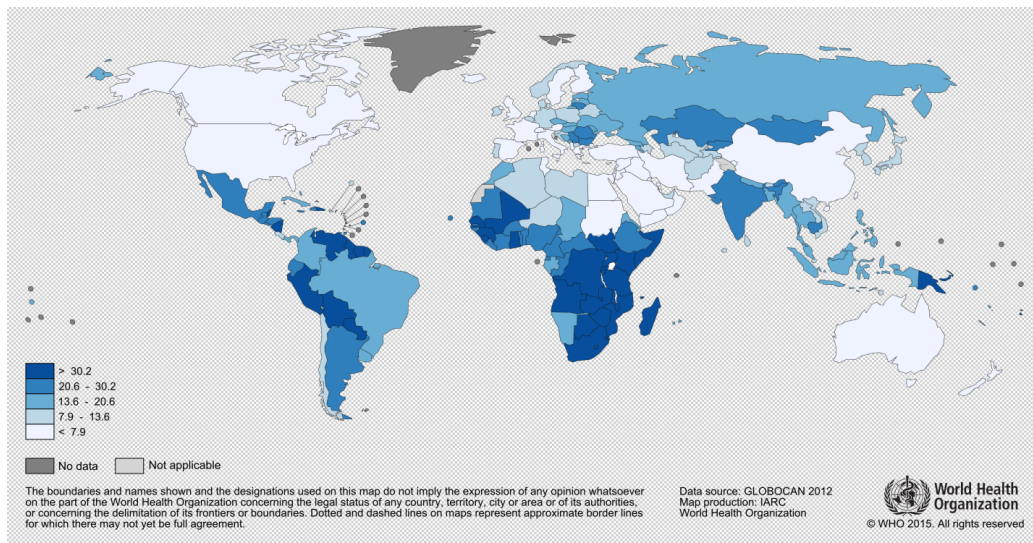 > 30.2
20.6 - 30.2
13.6 - 20.6
7.9 - 13.6
< 7.9
No data
Not applicable
The boundaries and names shown and the designations used on this map do not imply the expression of any opinion whatsoever
on the part of the World Health Organization concerning the legal status of any country, territory, city or area or of its authorities,
or concerning the delimitation of its frontiers or boundaries. Dotted and dashed lines on maps represent approximate border lines
for which there may not yet be full agreement.
Data source: GLOBOCAN 2012
Map production: IARC
World Health Organization
World Health
Organization
© WHO 2015. All rights reserved